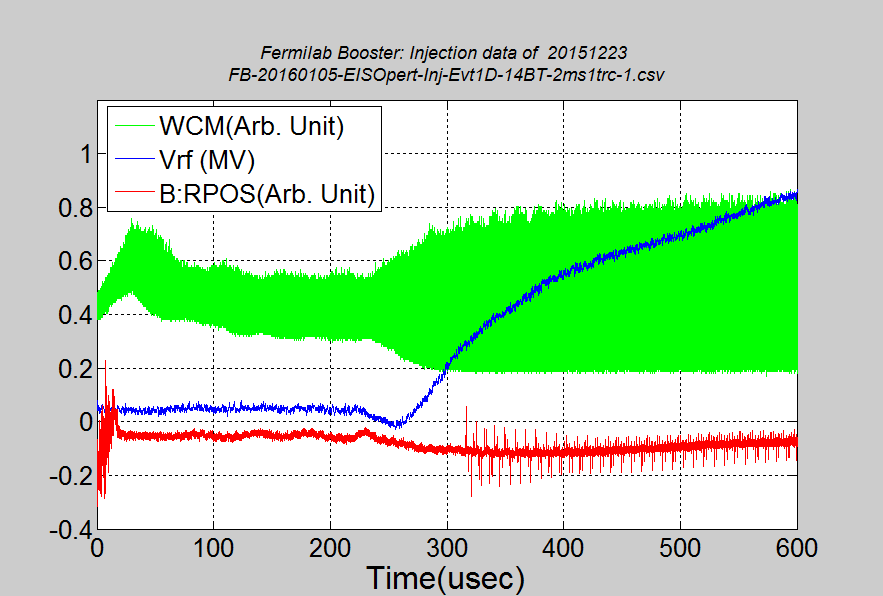 Fermilab Booster: Injection data of 20151223
FB-20160105-EISOpert-Inj-Evt1D-14BT-2ms1trc-1.csv
WCM(Arb. Unit)
Vrf (MV)
B:RPOS(Arb. Unit)
1
0.8
0.6
0.4
0.2
0
-0.2
-0.4
0 100 200 300 400 500 600
Time(usec)